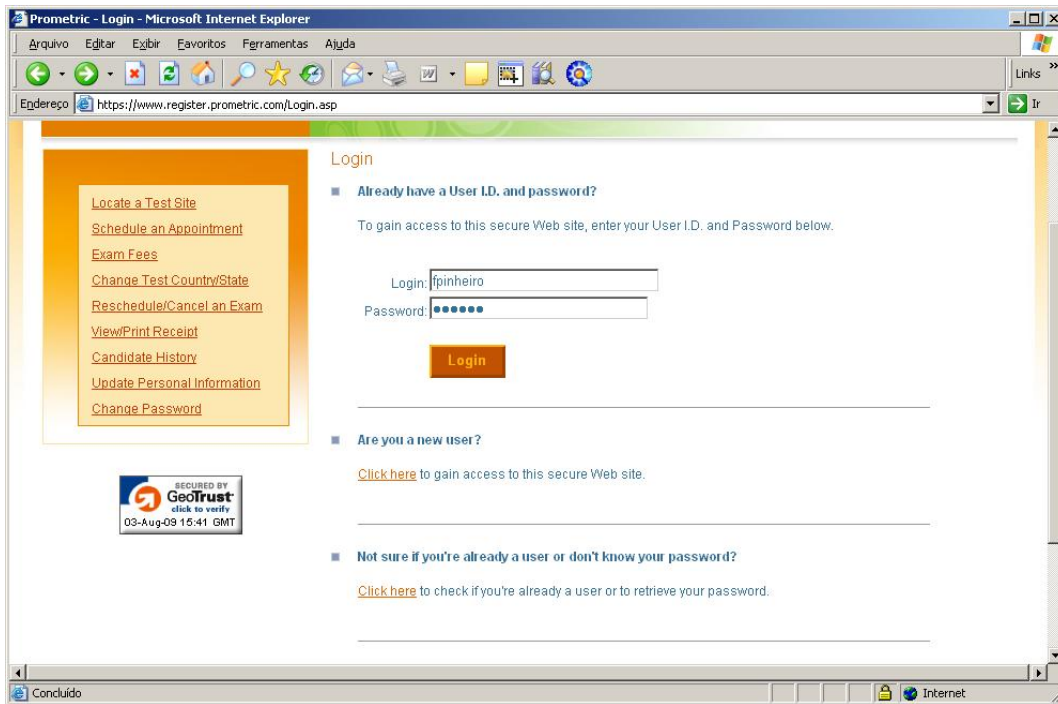 Prometric - Login - Microsoft Internet Explorer
Arquivo Editar Exibir Favoritos Ferramentas Ajuda
Links »
Endereço https://www.register.prometric.com/Login.asp Ir
Locate a Test Site
Schedule an Appointment
Exam Fees
Change Test Country/State
Reschedule/Cancel an Exam
View/Print Receipt
Candidate History
Update Personal Information
Change Password
SECURED BY
GeoTrust
click to verify
03-Aug-09 15:41 GMT
Login
Already have a User I.D. and password?
To gain access to this secure Web site, enter your User I.D. and Password below.
Login: fpinheiro
Password: ••••••
Login
Are you a new user?
Click here to gain access to this secure Web site.
Not sure if you're already a user or don't know your password?
Click here to check if you're already a user or to retrieve your password.
Concluído Internet